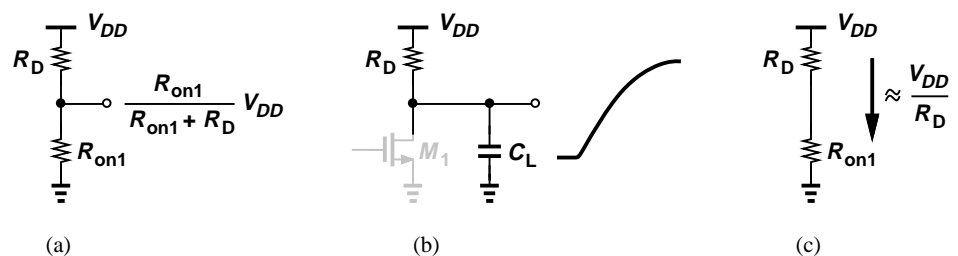 V_DD
R_D
R_on1
R_on1
R_on1 + R_D
V_DD
(a)
V_DD
R_D
M_1
C_L
(b)
V_DD
R_D
R_on1
≈
V_DD
R_D
(c)